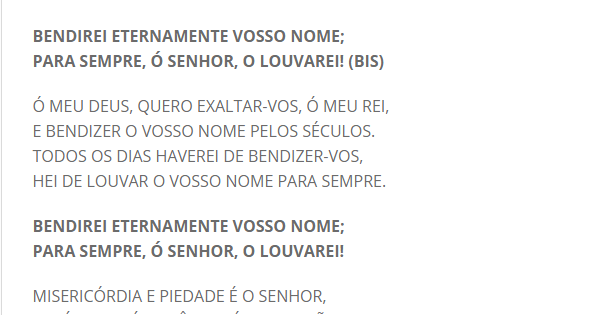 BENDIREI ETERNAMENTE VOSSO NOME;
PARA SEMPRE, Ó SENHOR, O LOUVAREI! (BIS)
Ó MEU DEUS, QUERO EXALTAR-VOS, Ó MEU REI,
E BENDIZER O VOSSO NOME PELOS SÉCULOS.
TODOS OS DIAS HAVEREI DE BENDIZER-VOS,
HEI DE LOUVAR O VOSSO NOME PARA SEMPRE.
BENDIREI ETERNAMENTE VOSSO NOME;
PARA SEMPRE, Ó SENHOR, O LOUVAREI!
MISERICÓRDIA E PIEDADE É O SENHOR,